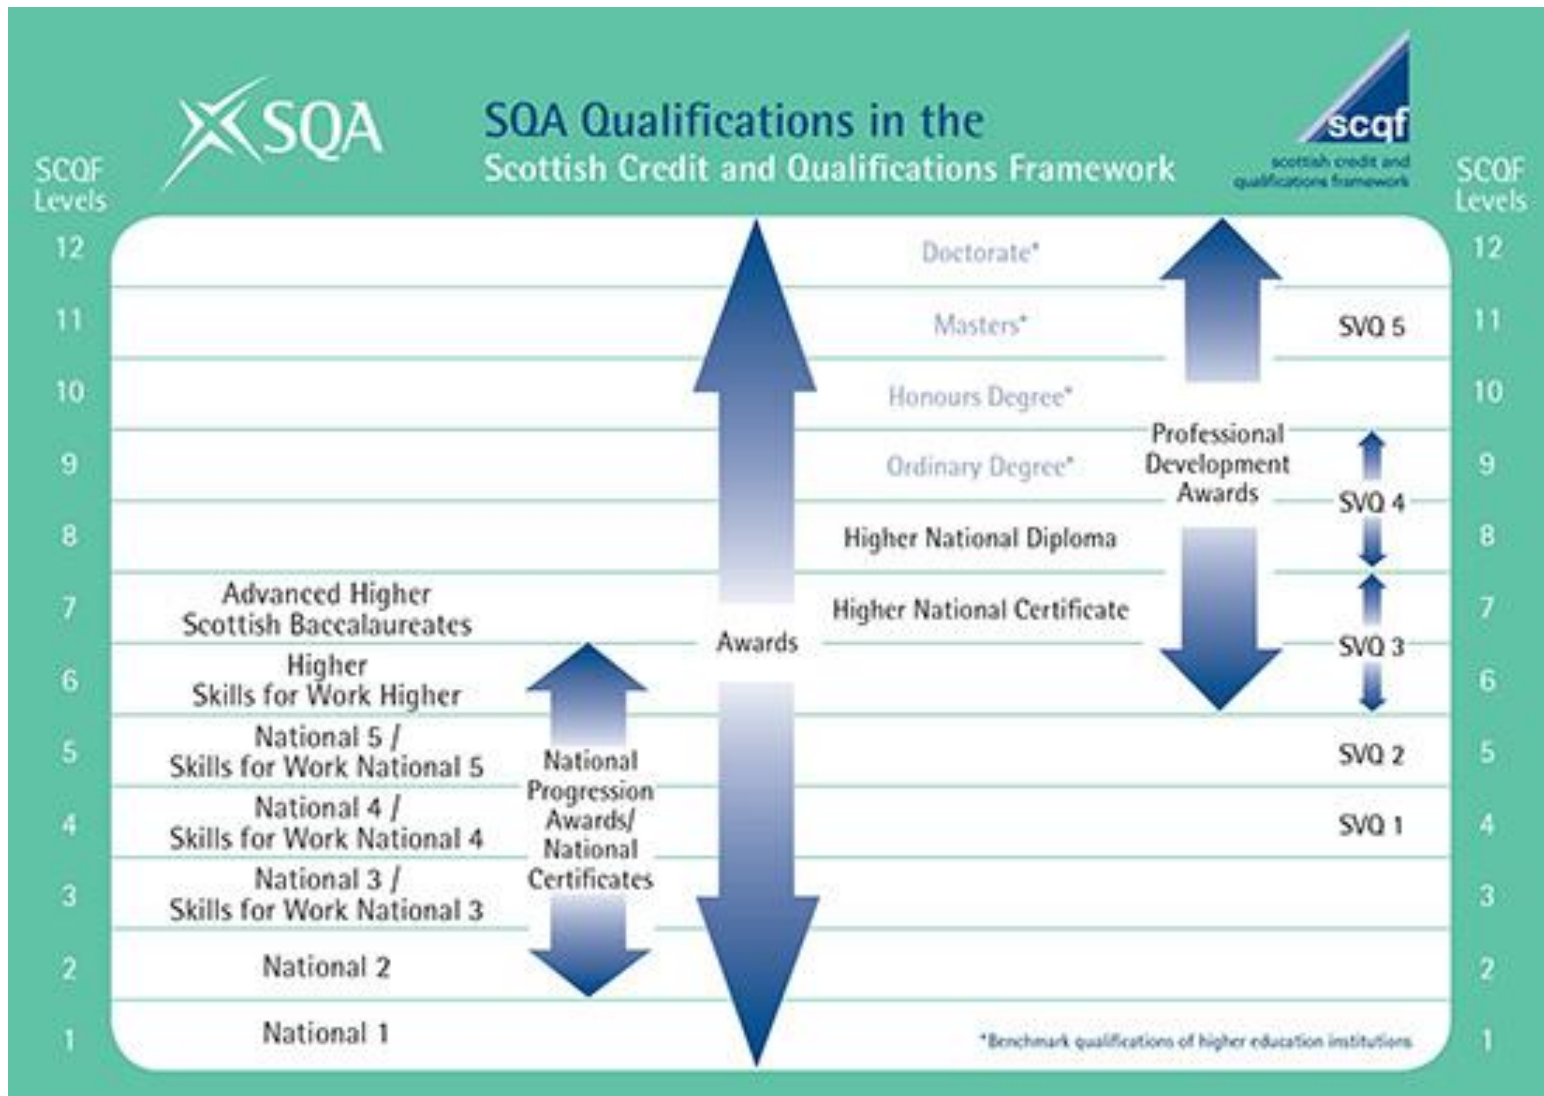 SQA
SQA Qualifications in the
Scottish Credit and Qualifications Framework
scqf
scottish credit and
qualifications framework
SCQF
Levels
SCQF
Levels
12
Doctorate*
12
11
Masters*
SVQ 5
11
10
Honours Degree*
10
Professional
Development
Awards
9
Ordinary Degree*
9
SVQ 4
8
Higher National Diploma
8
Advanced Higher
Scottish Baccalaureates
7
Higher National Certificate
7
Awards
SVQ 3
Higher
Skills for Work Higher
6
6
National 5 /
Skills for Work National 5
5
SVQ 2
5
National
Progression
Awards/
National
Certificates
National 4 /
Skills for Work National 4
4
SVQ 1
4
National 3 /
Skills for Work National 3
3
3
2
National 2
2
1
National 1
*Benchmark qualifications of higher education institutions
1